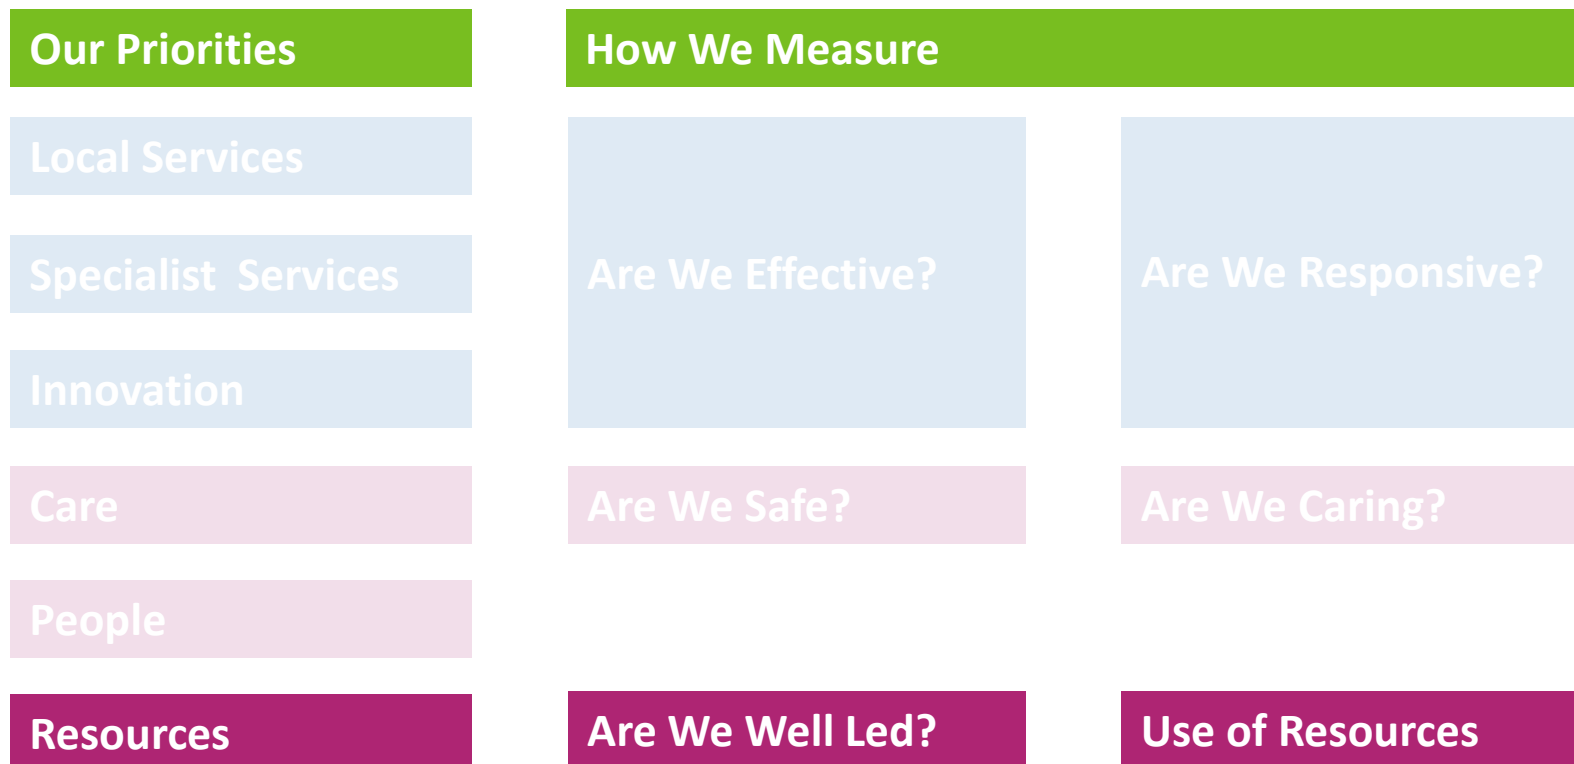 Our Priorities
How We Measure
Local Services
Specialist  Services
Are We Effective?
Are We Responsive?
Innovation
Care
Are We Safe?
Are We Caring?
People
Resources
Are We Well Led?
Use of Resources